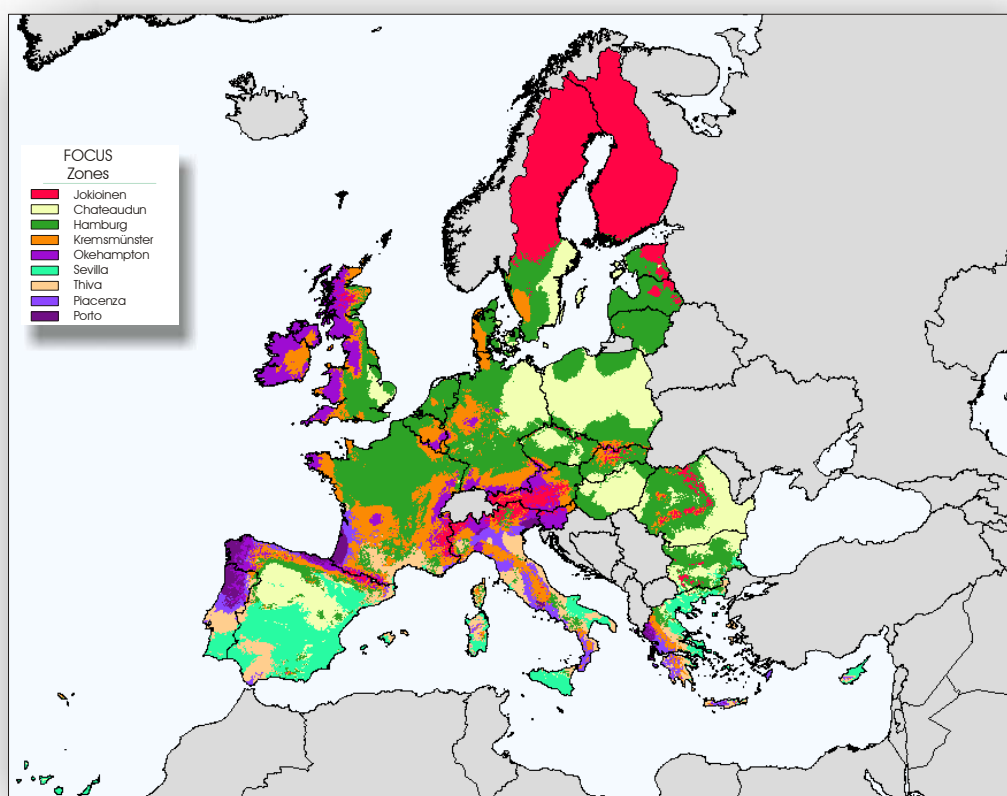 FOCUS
Zones
Jokioinen
Chateaudun
Hamburg
Kremsmünster
Okehampton
Sevilla
Thiva
Piacenza
Porto